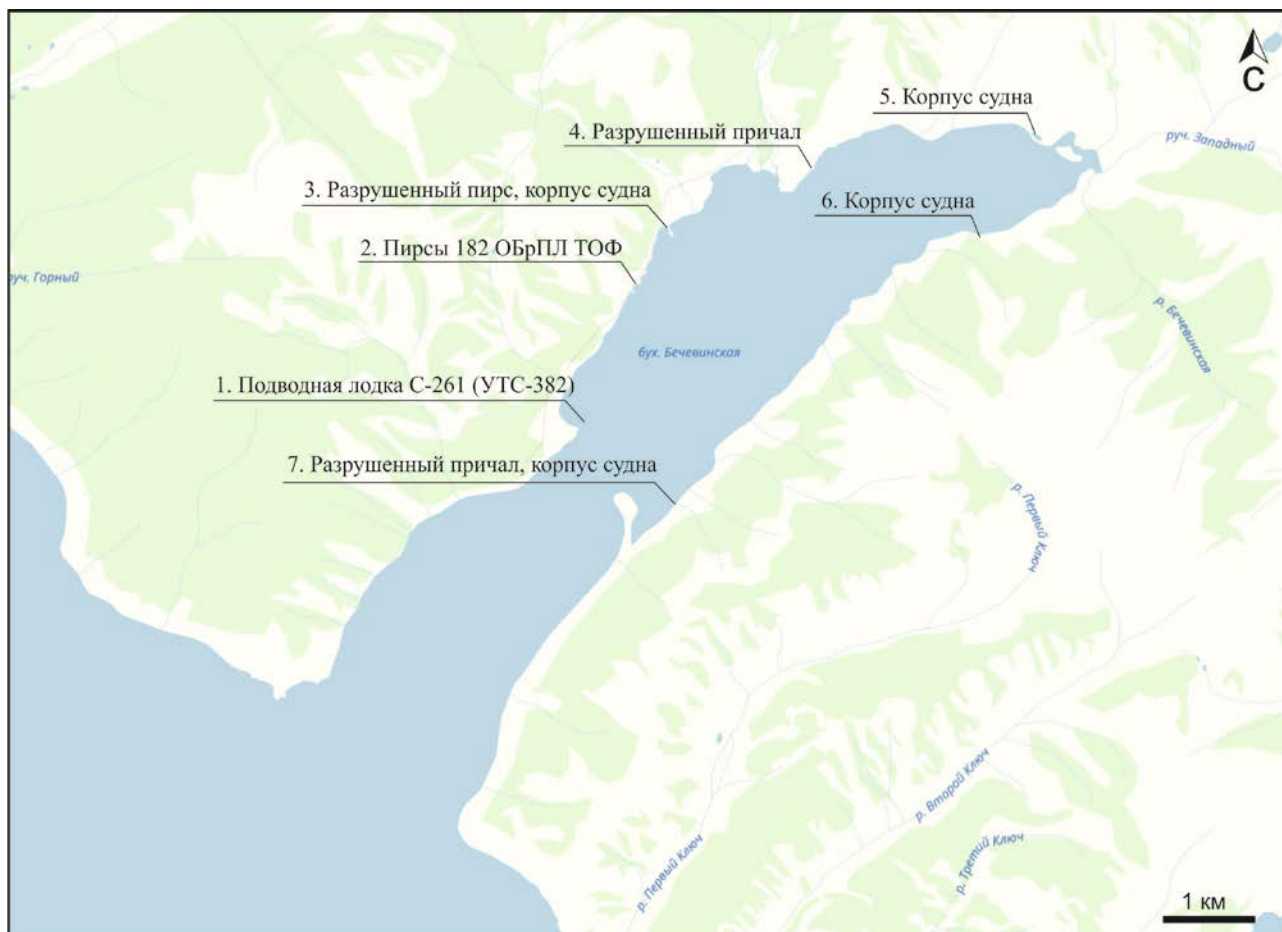 С
5. Корпус судна
4. Разрушенный причал
руч. Западный
3. Разрушенный пирс, корпус судна
6. Корпус судна
2. Пирсы 182 ОБрПЛ ТОФ
руч. Горный
р. Бечевинская
бух. Бечевинская
1. Подводная лодка С-261 (УТС-382)
7. Разрушенный причал, корпус судна
р. Первый Ключ
р. Второй Ключ
р. Третий Ключ
р. Первый Ключ
1 км